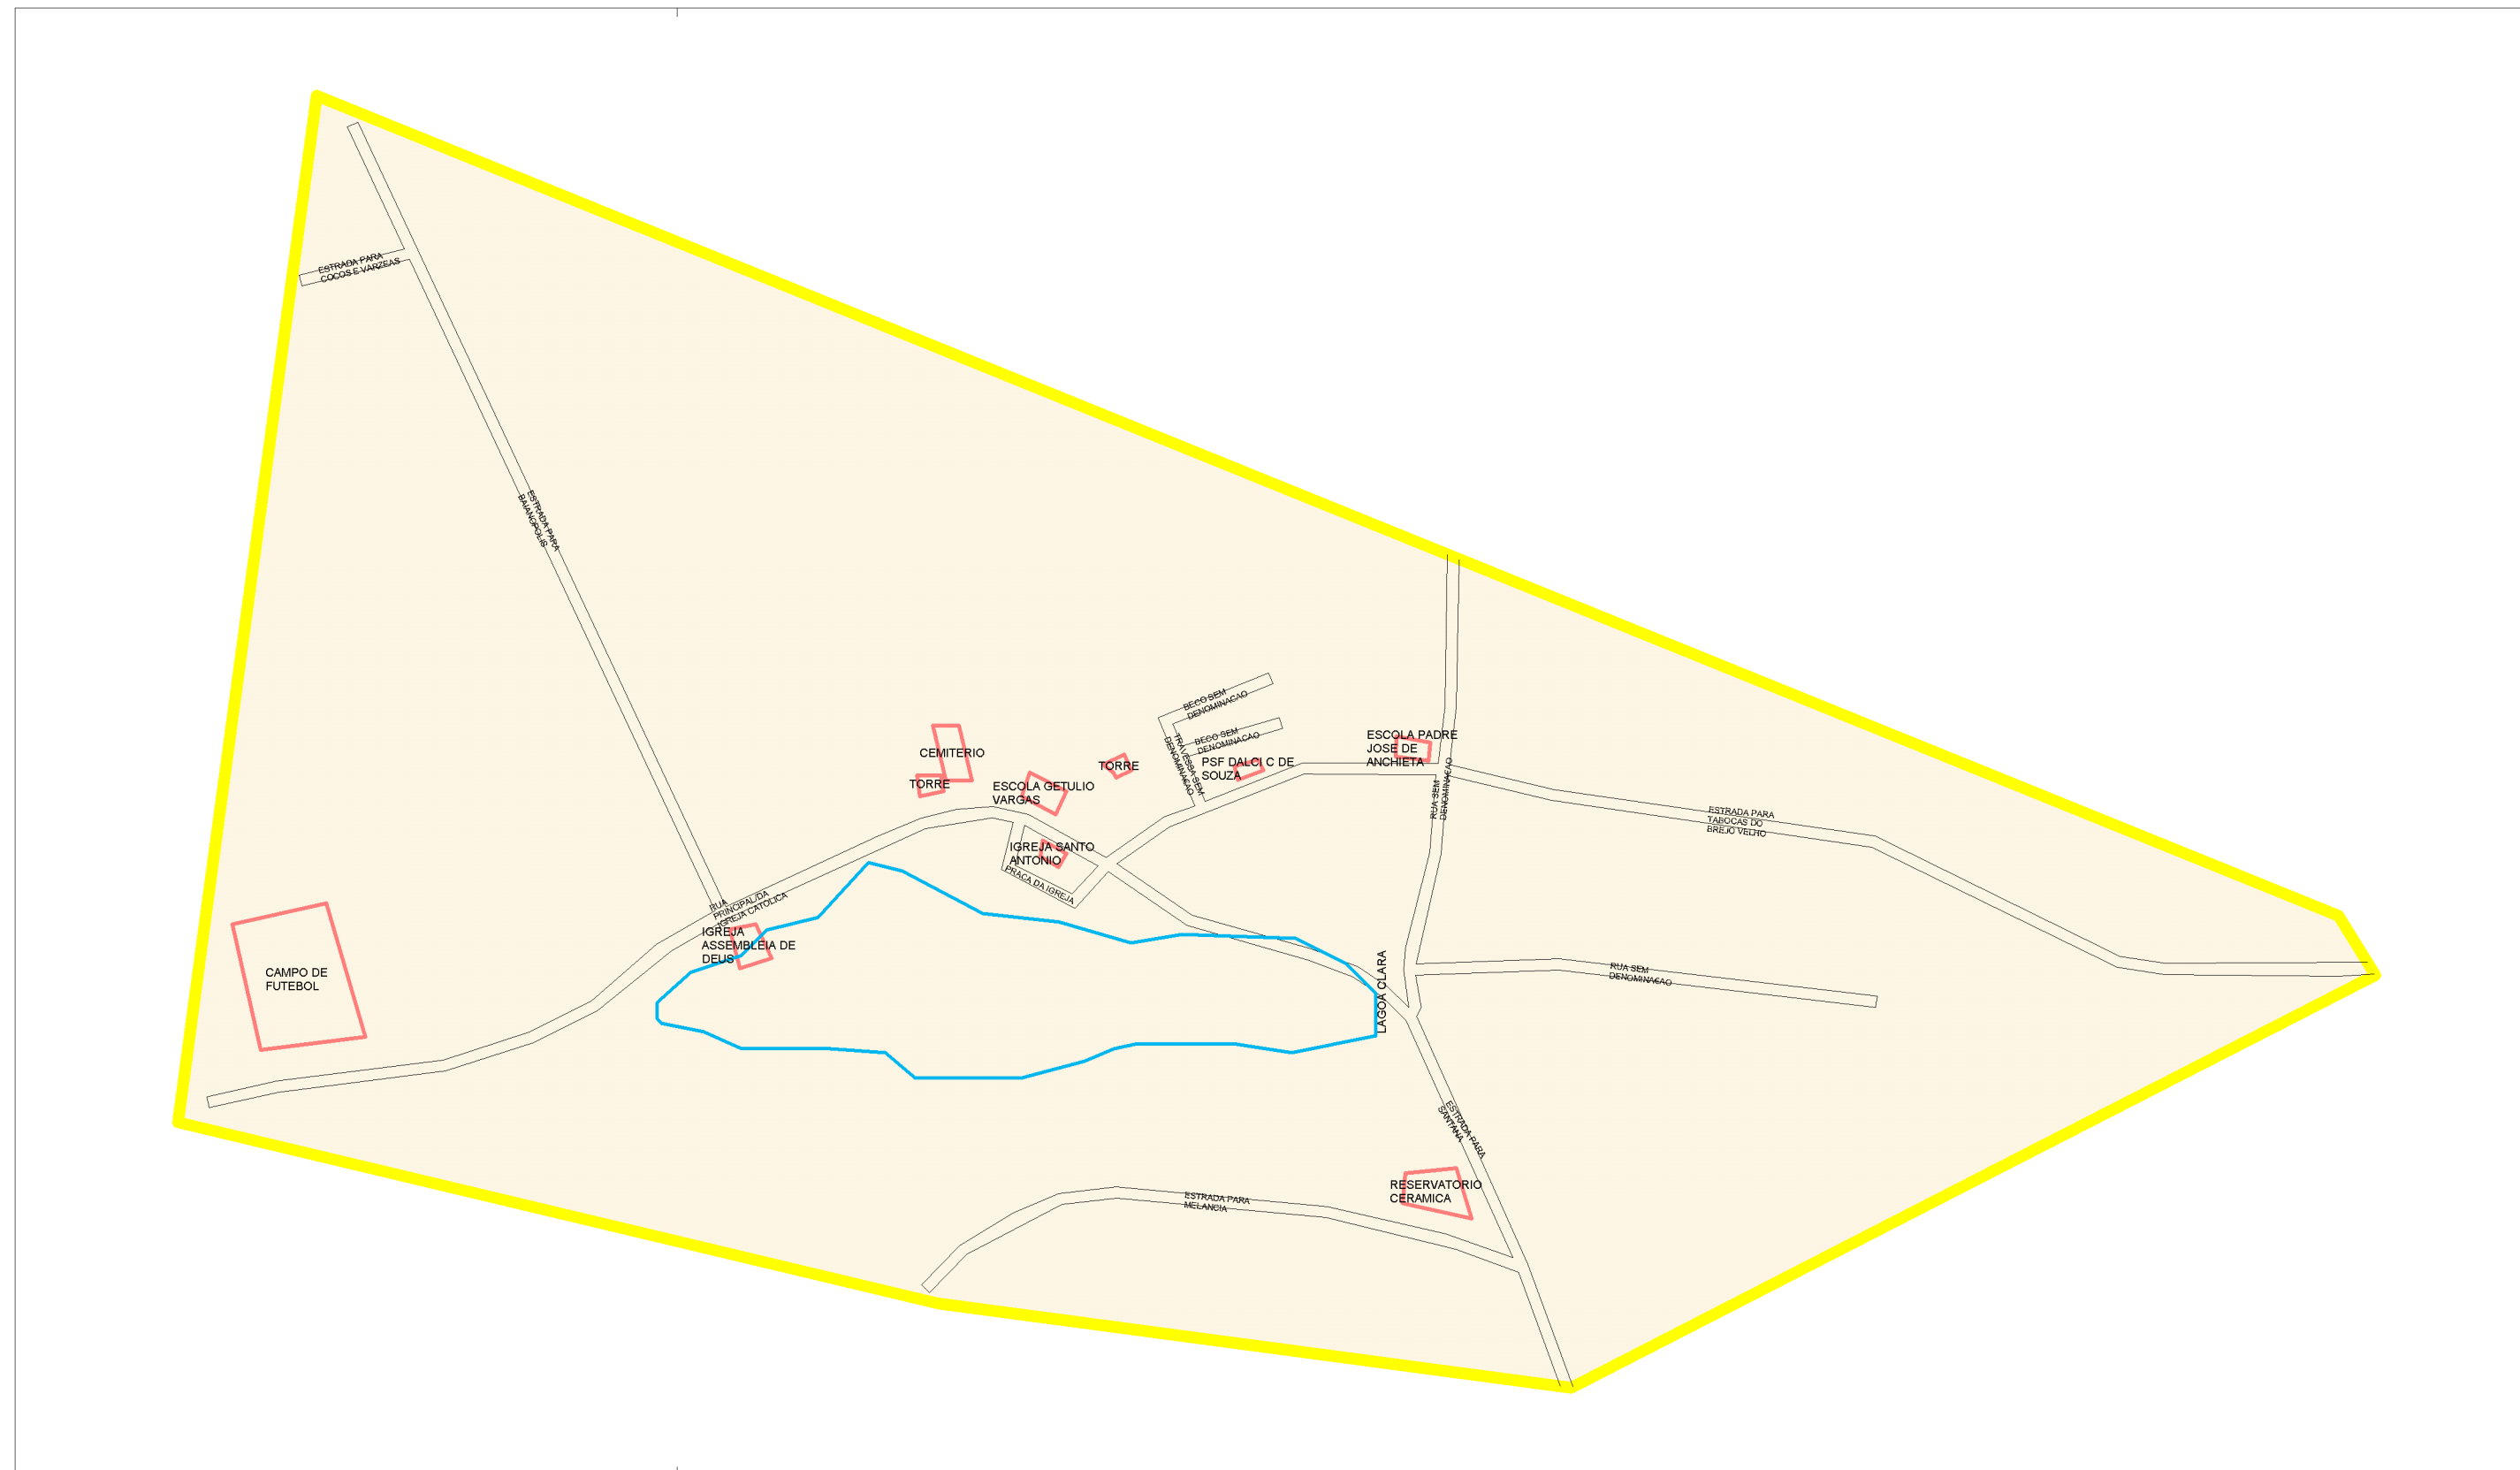 ESTRADA PARA
COCOS E VARZEAS
ESTRADA PARA
BAIANOPOLIS
BECO SEM
DENOMINACAO
BECO SEM
DENOMINACAO
TRAVESSA SEM
DENOMINACAO
CEMITERIO
TORRE
TORRE
ESCOLA GETULIO
VARGAS
PSF DALCI C DE
SOUZA
ESCOLA PADRE
JOSE DE
ANCHIETA
RUA SEM
DENOMINACAO
ESTRADA PARA
TABOCAS DO
BREJO VELHO
IGREJA SANTO
ANTONIO
PRACA DA IGREJA
RUA
PRINCIPAL/DA
IGREJA CATOLICA
IGREJA
ASSEMBLEIA DE
DEUS
CAMPO DE
FUTEBOL
LAGOA CLARA
RUA SEM
DENOMINACAO
ESTRADA PARA
SANTANA
RESERVATORIO
CERAMICA
ESTRADA PARA
MELANCIA